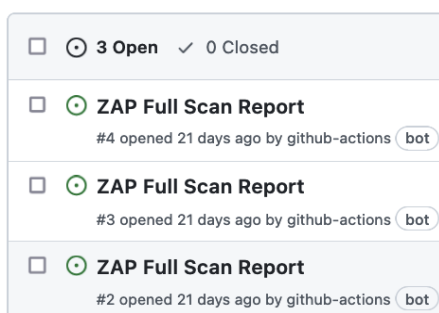 3 Open 0 Closed
ZAP Full Scan Report
#4 opened 21 days ago by github-actions bot
ZAP Full Scan Report
#3 opened 21 days ago by github-actions bot
ZAP Full Scan Report
#2 opened 21 days ago by github-actions bot